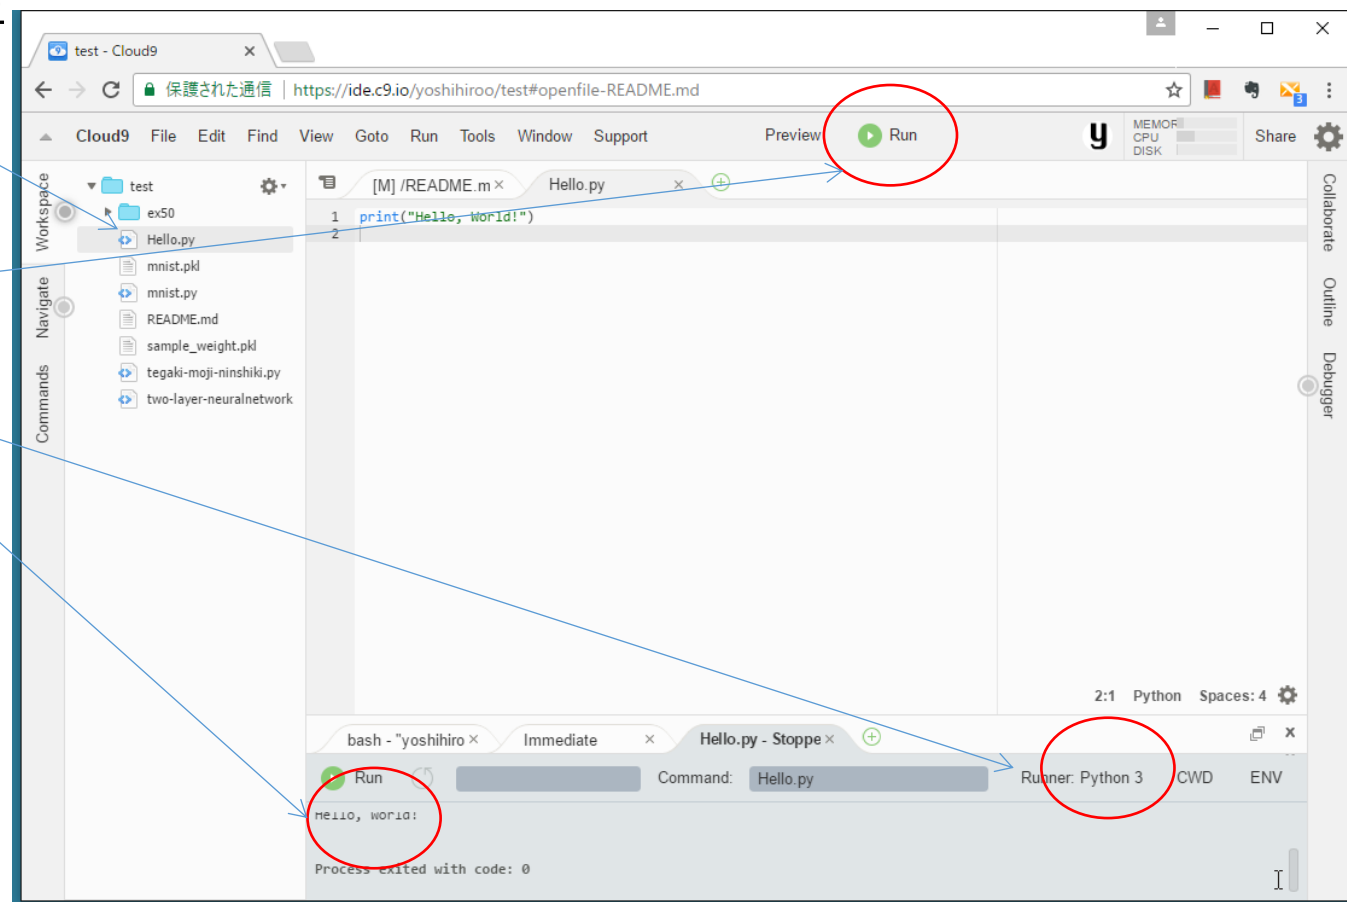 test - Cloud9
保護された通信 https://ide.c9.io/yoshihiroo/test#openfile-README.md
3
Cloud9 File Edit Find View Goto Run Tools Window Support Preview Run y MEMOR CPU DISK Share
Workspace
Navigate
Commands
test
ex50
Hello.py
mnist.pkl
mnist.py
README.md
sample_weight.pkl
tegaki-moji-ninshiki.py
two-layer-neuralnetwork
[M] /README.m Hello.py
1 print("Hello, World!")
2
Collaborate
Outline
Debugger
2:1 Python Spaces: 4
bash - "yoshihiro Immediate Hello.py - Stoppe
Run Command: Hello.py Runner: Python 3 CWD ENV
Hello, World!
Process exited with code: 0